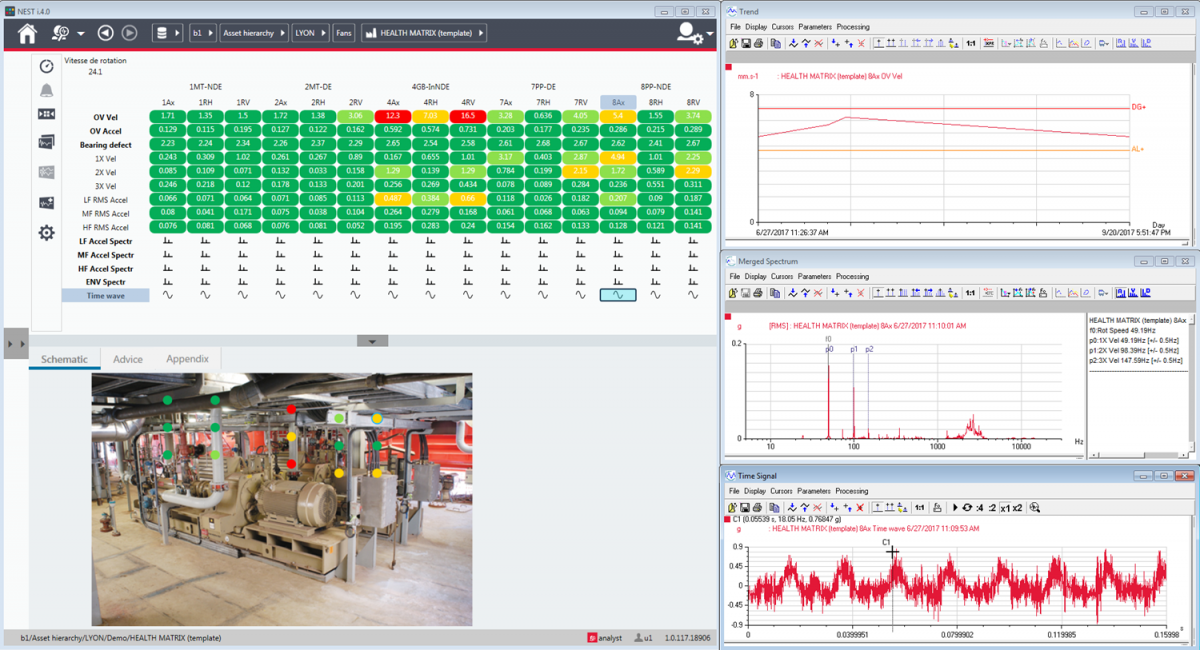 NEST i.4.0
b1
Asset hierarchy
LYON
Fans
HEALTH MATRIX (template)
Vitesse de rotation
24.1
1MT-NDE 2MT-DE 4GB-InNDE 7PP-DE 8PP-NDE
1Ax 1RH 1RV 2Ax 2RH 2RV 4Ax 4RH 4RV 7Ax 7RH 7RV 8Ax 8RH 8RV
OV Vel 1.71 1.35 1.5 1.72 1.38 3.06 12.3 7.03 16.5 3.28 0.636 4.05 5.4 1.55 3.74
OV Accel 0.129 0.115 0.195 0.127 0.122 0.162 0.592 0.574 0.731 0.203 0.177 0.235 0.286 0.215 0.289
Bearing defect 2.23 2.24 2.34 2.26 2.37 2.29 2.65 2.54 2.58 2.61 2.68 2.67 2.62 2.41 2.67
1X Vel 0.243 0.309 1.02 0.261 0.267 0.89 0.167 0.655 1.01 3.17 0.403 2.87 4.94 1.01 2.25
2X Vel 0.085 0.109 0.071 0.132 0.033 0.158 1.29 0.139 1.29 0.784 0.199 2.15 1.72 0.588 2.29
3X Vel 0.246 0.218 0.12 0.178 0.133 0.201 0.256 0.269 0.434 0.078 0.089 0.284 0.236 0.551 0.311
LF RMS Accel 0.066 0.071 0.064 0.071 0.085 0.113 0.487 0.384 0.66 0.118 0.026 0.182 0.207 0.09 0.187
MF RMS Accel 0.08 0.041 0.171 0.075 0.038 0.104 0.264 0.279 0.168 0.061 0.068 0.063 0.094 0.079 0.141
HF RMS Accel 0.076 0.081 0.068 0.076 0.081 0.052 0.195 0.283 0.24 0.154 0.162 0.133 0.128 0.121 0.141
LF Accel Spectr
MF Accel Spectr
HF Accel Spectr
ENV Spectr
Time wave
Schematic Advice Appendix
b1/Asset hierarchy/LYON/Demo/HEALTH MATRIX (template)
analyst u1 1.0.117.18906
Trend
File Display Cursors Parameters Processing
1:1
mm.s-1 : HEALTH MATRIX (template) 8Ax OV Vel
8
DG+
AL+
0
Day
6/27/2017 11:26:37 AM 9/20/2017 5:51:47 PM
Merged Spectrum
File Display Cursors Parameters Processing
1:1
g [RMS] : HEALTH MATRIX (template) 8Ax 6/27/2017 11:10:01 AM
f0
p0 p1 p2
0.2
0
10 100 1000 10000
Hz
HEALTH MATRIX (template) 8Ax
f0:Rot Speed 49.19Hz
p0:1X Vel 49.19Hz [+/- 0.5Hz]
p1:2X Vel 98.39Hz [+/- 0.5Hz]
p2:3X Vel 147.59Hz [+/- 0.5Hz]
Time Signal
File Display Cursors Parameters Processing
1:1 :4 :2 x1 x2
C1 (0.05539 s, 18.05 Hz, 0.76847 g)
g : HEALTH MATRIX (template) 8Ax Time wave 6/27/2017 11:09:53 AM
C1
0.9
0.45
0
-0.45
-0.9
s
0 0.0399951 0.0799902 0.119985 0.15998